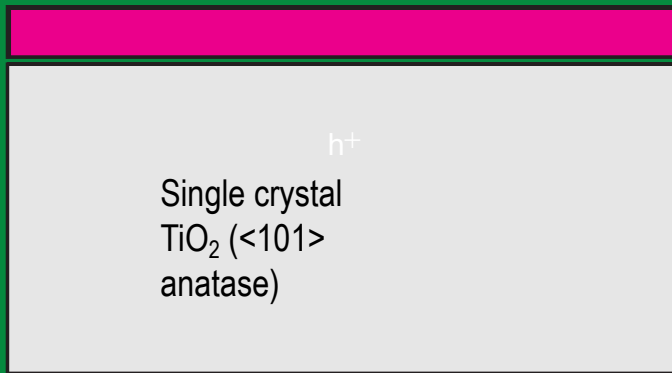 h⁺
Single crystal
TiO₂ (<101>
anatase)